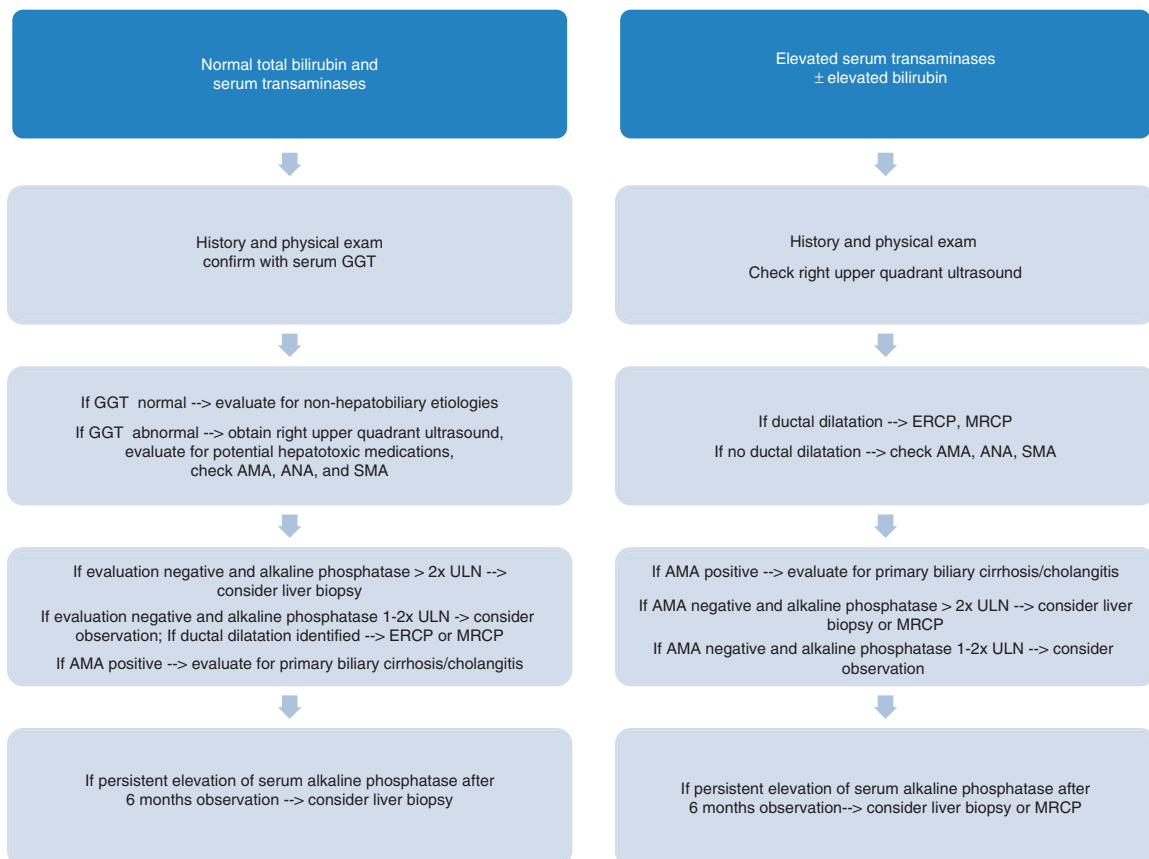 Normal total bilirubin and
serum transaminases
History and physical exam
confirm with serum GGT
If GGT normal --> evaluate for non-hepatobiliary etiologies
If GGT abnormal --> obtain right upper quadrant ultrasound,
evaluate for potential hepatotoxic medications,
check AMA, ANA, and SMA
If evaluation negative and alkaline phosphatase > 2x ULN -->
consider liver biopsy
If evaluation negative and alkaline phosphatase 1-2x ULN -> consider
observation; If ductal dilatation identified --> ERCP or MRCP
If AMA positive --> evaluate for primary biliary cirrhosis/cholangitis
If persistent elevation of serum alkaline phosphatase after
6 months observation --> consider liver biopsy
Elevated serum transaminases
± elevated bilirubin
History and physical exam
Check right upper quadrant ultrasound
If ductal dilatation --> ERCP, MRCP
If no ductal dilatation --> check AMA, ANA, SMA
If AMA positive --> evaluate for primary biliary cirrhosis/cholangitis
If AMA negative and alkaline phosphatase > 2x ULN --> consider liver
biopsy or MRCP
If AMA negative and alkaline phosphatase 1-2x ULN --> consider
observation
If persistent elevation of serum alkaline phosphatase after
6 months observation--> consider liver biopsy or MRCP